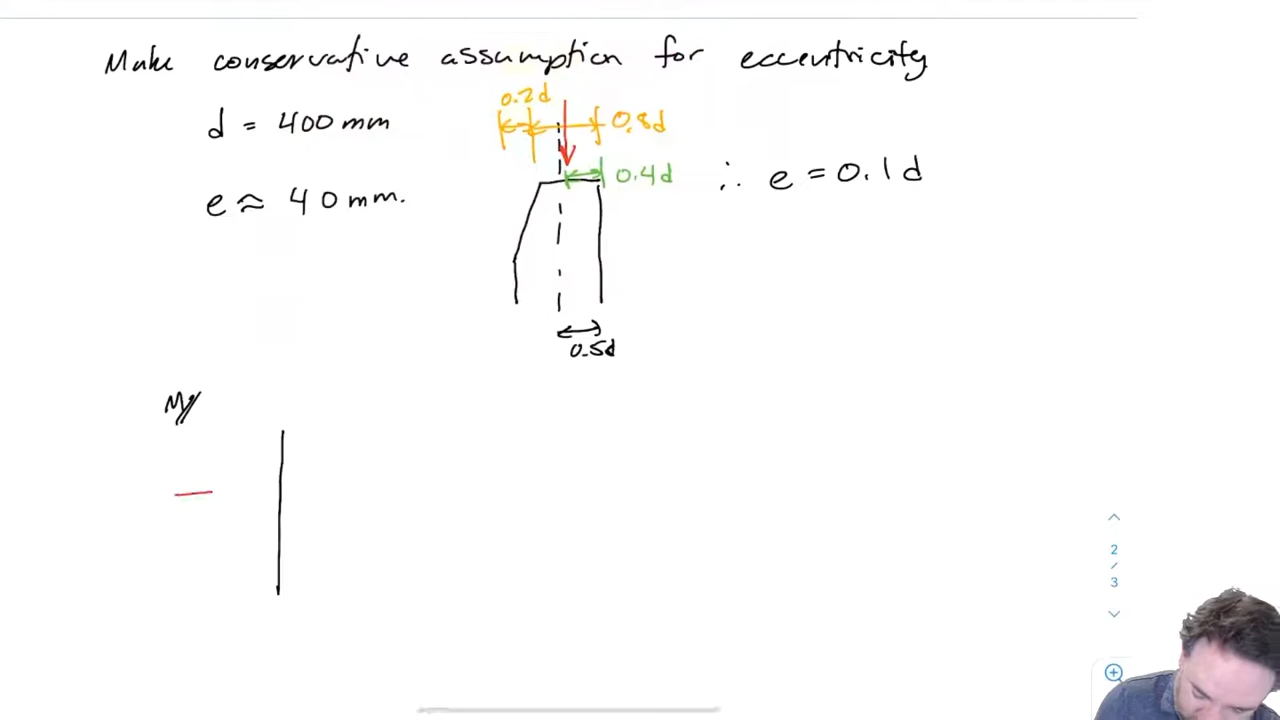 Make conservative assumption for eccentricity
0.2d
d = 400 mm
0.8d
0.4d
∴ e = 0.1d
e ≈ 40 mm.
0.5d
2
/
3